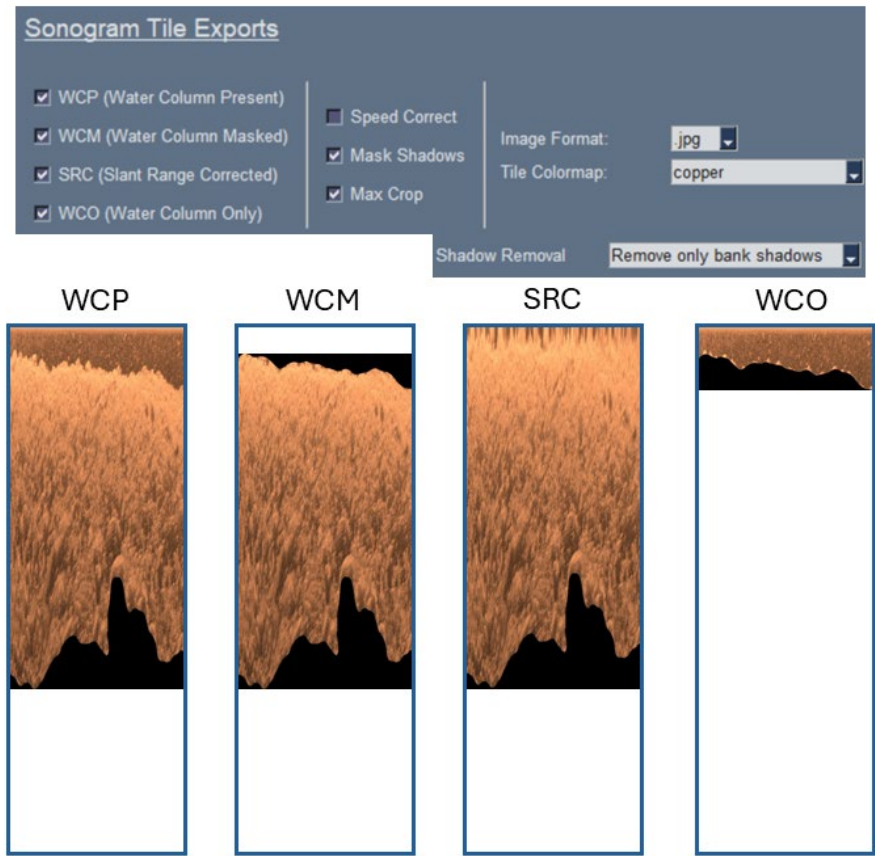 Sonogram Tile Exports
WCP (Water Column Present)
WCM (Water Column Masked)
SRC (Slant Range Corrected)
WCO (Water Column Only)
Speed Correct
Mask Shadows
Max Crop
Image Format: .jpg
Tile Colormap: copper
Shadow Removal Remove only bank shadows
WCP WCM SRC WCO